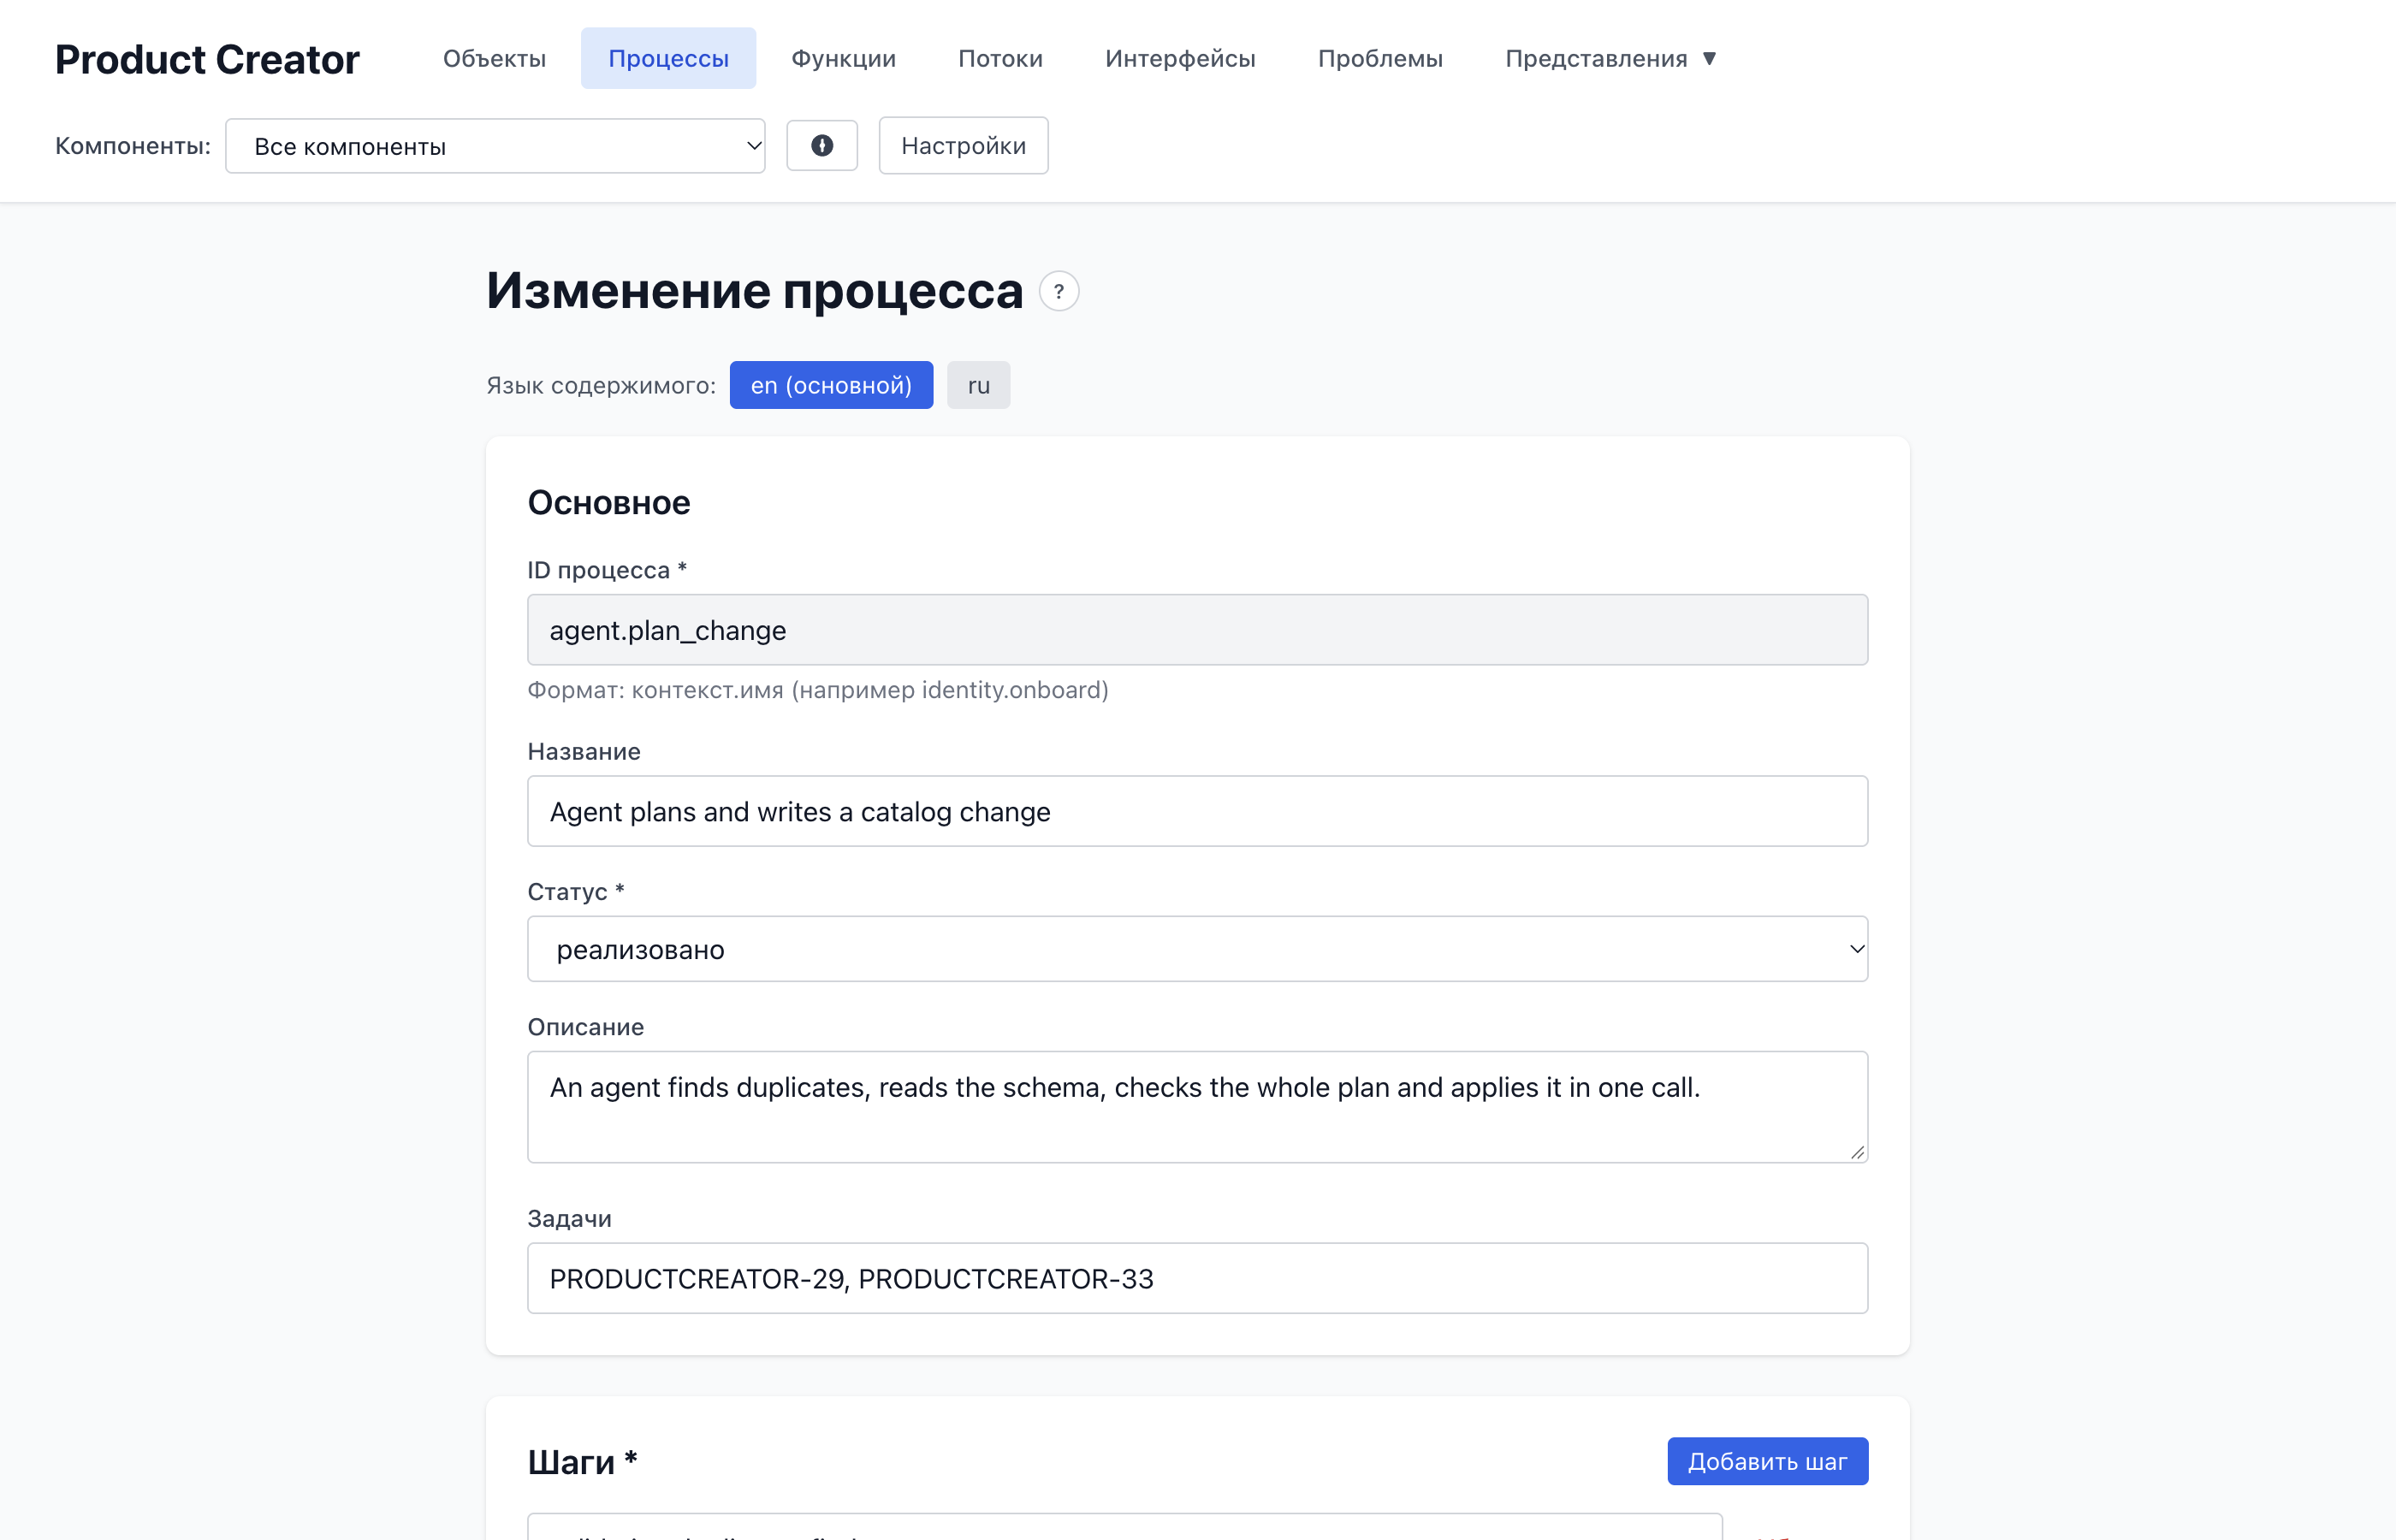 Product Creator
Объекты
Процессы
Функции
Потоки
Интерфейсы
Проблемы
Представления ▼
Компоненты:
Все компоненты
Настройки
Изменение процесса ?
Язык содержимого:
en (основной)
ru
Основное
ID процесса *
agent.plan_change
Формат: контекст.имя (например identity.onboard)
Название
Agent plans and writes a catalog change
Статус *
реализовано
Описание
An agent finds duplicates, reads the schema, checks the whole plan and applies it in one call.
Задачи
PRODUCTCREATOR-29, PRODUCTCREATOR-33
Шаги *
Добавить шаг